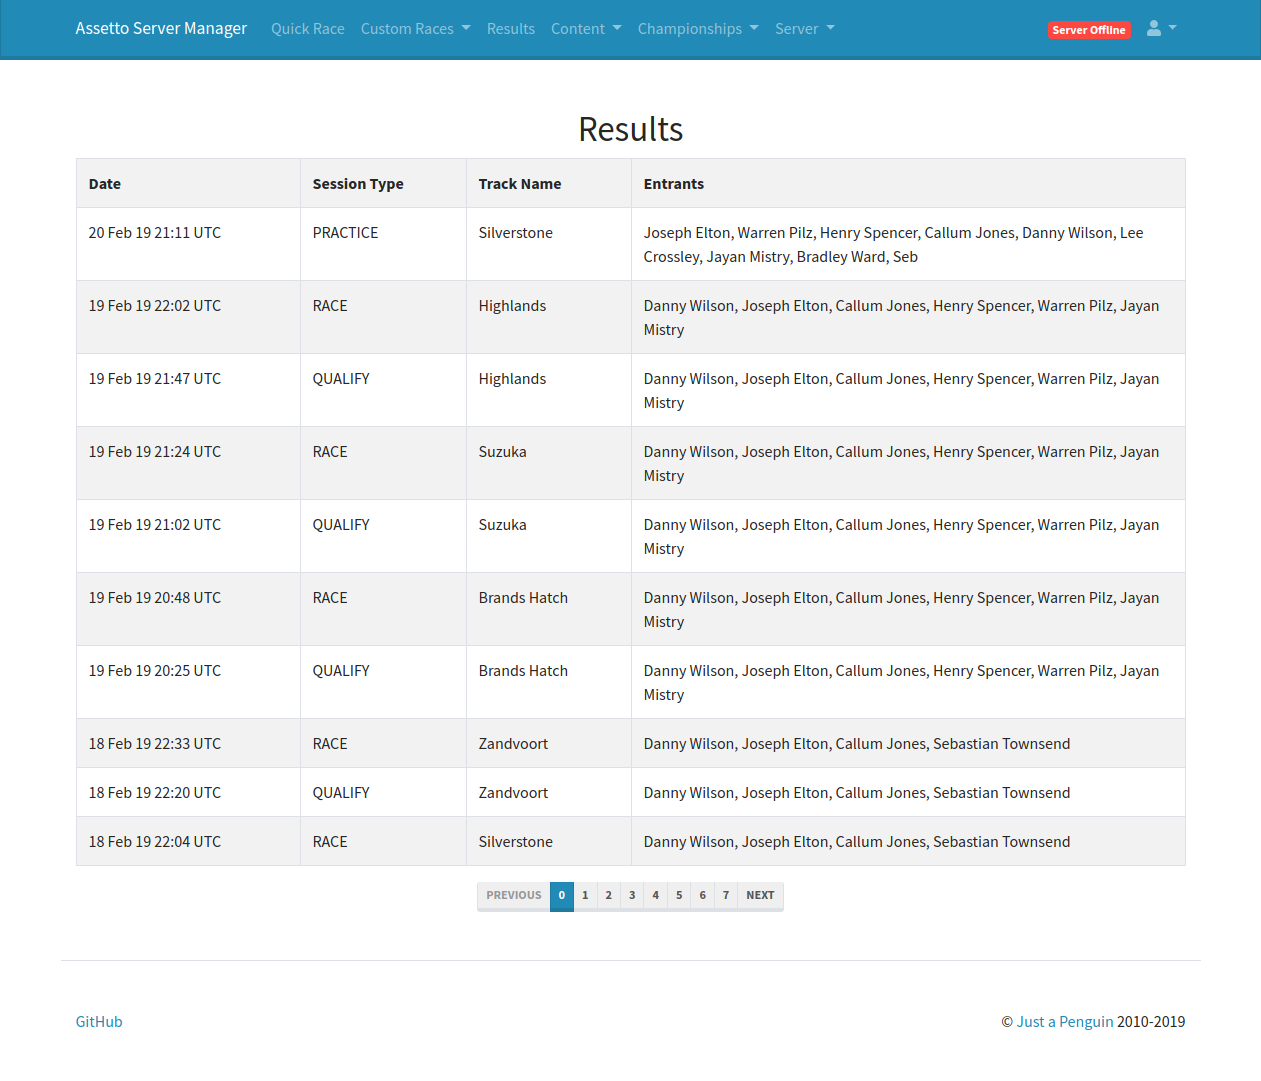 Assetto Server Manager Quick Race Custom Races Results Content Championships Server Server Offline
Results
Date Session Type Track Name Entrants
20 Feb 19 21:11 UTC PRACTICE Silverstone Joseph Elton, Warren Pilz, Henry Spencer, Callum Jones, Danny Wilson, Lee
Crossley, Jayan Mistry, Bradley Ward, Seb
19 Feb 19 22:02 UTC RACE Highlands Danny Wilson, Joseph Elton, Callum Jones, Henry Spencer, Warren Pilz, Jayan
Mistry
19 Feb 19 21:47 UTC QUALIFY Highlands Danny Wilson, Joseph Elton, Callum Jones, Henry Spencer, Warren Pilz, Jayan
Mistry
19 Feb 19 21:24 UTC RACE Suzuka Danny Wilson, Joseph Elton, Callum Jones, Henry Spencer, Warren Pilz, Jayan
Mistry
19 Feb 19 21:02 UTC QUALIFY Suzuka Danny Wilson, Joseph Elton, Callum Jones, Henry Spencer, Warren Pilz, Jayan
Mistry
19 Feb 19 20:48 UTC RACE Brands Hatch Danny Wilson, Joseph Elton, Callum Jones, Henry Spencer, Warren Pilz, Jayan
Mistry
19 Feb 19 20:25 UTC QUALIFY Brands Hatch Danny Wilson, Joseph Elton, Callum Jones, Henry Spencer, Warren Pilz, Jayan
Mistry
18 Feb 19 22:33 UTC RACE Zandvoort Danny Wilson, Joseph Elton, Callum Jones, Sebastian Townsend
18 Feb 19 22:20 UTC QUALIFY Zandvoort Danny Wilson, Joseph Elton, Callum Jones, Sebastian Townsend
18 Feb 19 22:04 UTC RACE Silverstone Danny Wilson, Joseph Elton, Callum Jones, Sebastian Townsend
PREVIOUS 0 1 2 3 4 5 6 7 NEXT
GitHub © Just a Penguin 2010-2019